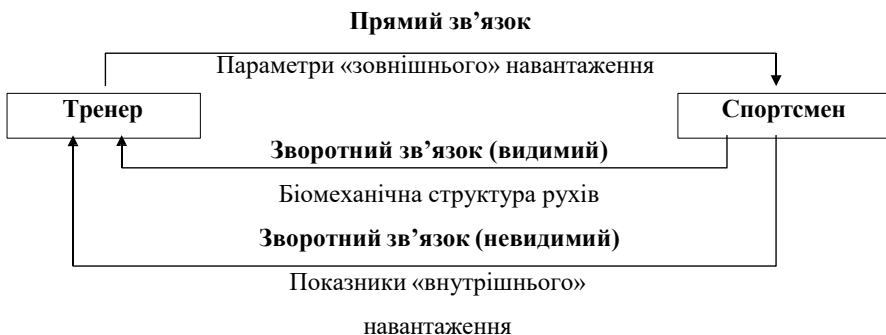 Прямий зв’язок
Параметри «зовнішнього» навантаження
Тренер
Спортсмен
Зворотний зв’язок (видимий)
Біомеханічна структура рухів
Зворотний зв’язок (невидимий)
Показники «внутрішнього»
навантаження